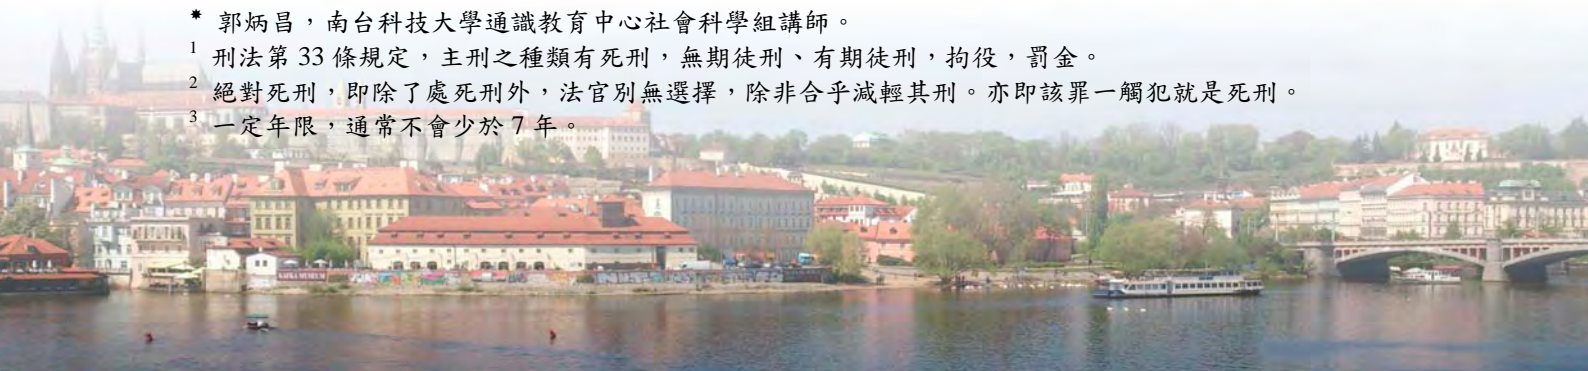 * 郭炳昌，南台科技大學通識教育中心社會科學組講師。
1 刑法第 33 條規定，主刑之種類有死刑，無期徒刑、有期徒刑，拘役，罰金。
2 絕對死刑，即除了處死刑外，法官別無選擇，除非合乎減輕其刑。亦即該罪一觸犯就是死刑。
3 一定年限，通常不會少於 7 年。
KAFKA MUSEUM